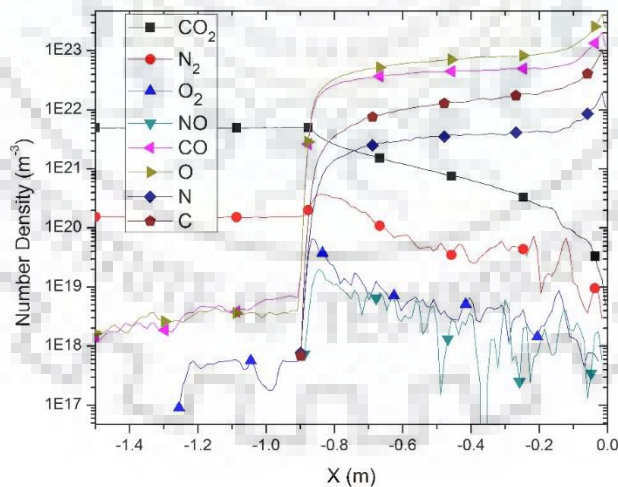 1E23
1E22
1E21
1E20
1E19
1E18
1E17
Number Density (m⁻³)
CO₂
N₂
O₂
NO
CO
O
N
C
-1.4 -1.2 -1.0 -0.8 -0.6 -0.4 -0.2 0.0
X (m)